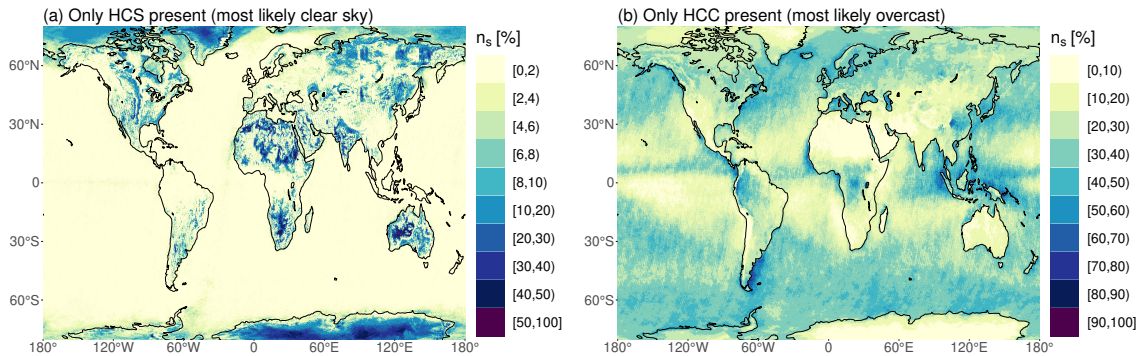 (a) Only HCS present (most likely clear sky)
60°N
30°N
0
30°S
60°S
180° 120°W 60°W 0 60°E 120°E 180°
nₛ [%]
[0,2)
[2,4)
[4,6)
[6,8)
[8,10)
[10,20)
[20,30)
[30,40)
[40,50)
[50,100]
(b) Only HCC present (most likely overcast)
60°N
30°N
0
30°S
60°S
180° 120°W 60°W 0 60°E 120°E 180°
nₛ [%]
[0,10)
[10,20)
[20,30)
[30,40)
[40,50)
[50,60)
[60,70)
[70,80)
[80,90)
[90,100]